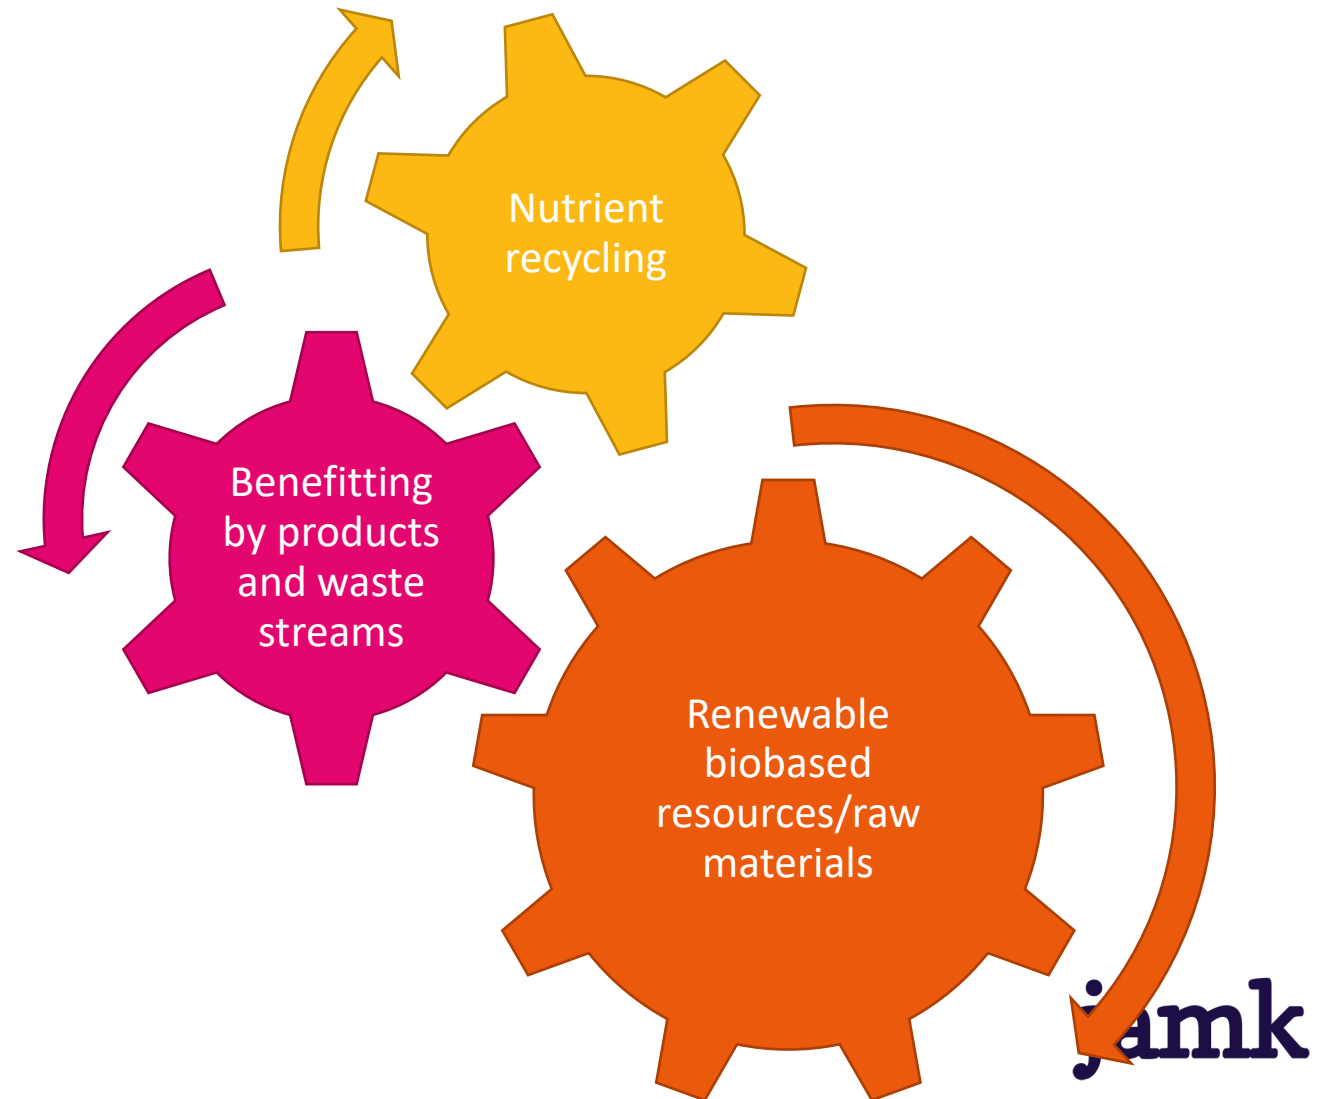 Nutrient
recycling
Benefitting
by products
and waste
streams
Renewable
biobased
resources/raw
materials
jamk